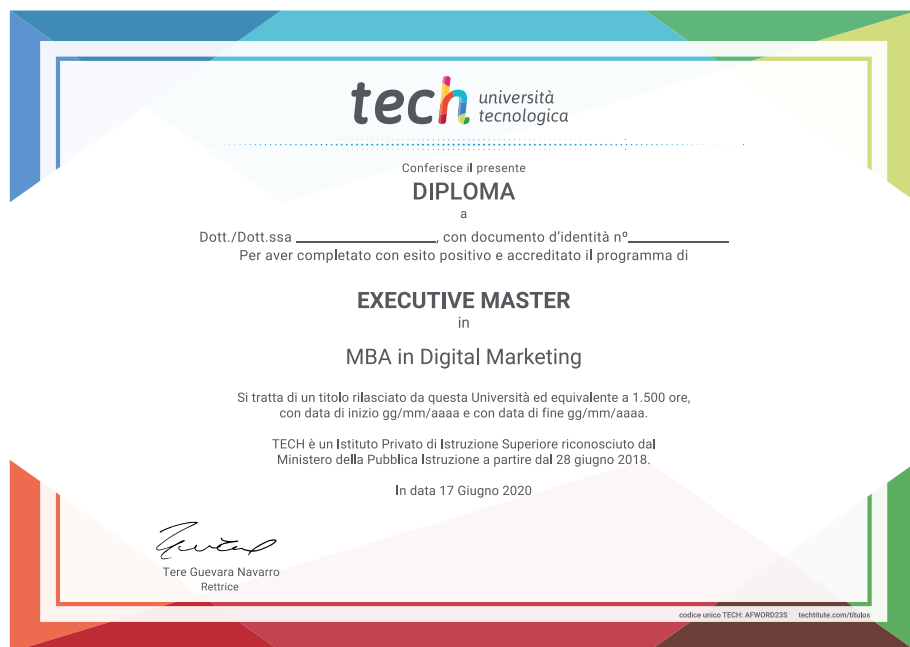 tech università
tecnologica
Conferisce il presente
DIPLOMA
a
Dott./Dott.ssa ________________, con documento d'identità nº____________
Per aver completato con esito positivo e accreditato il programma di
EXECUTIVE MASTER
in
MBA in Digital Marketing
Si tratta di un titolo rilasciato da questa Università ed equivalente a 1.500 ore,
con data di inizio gg/mm/aaaa e con data di fine gg/mm/aaaa.
TECH è un Istituto Privato di Istruzione Superiore riconosciuto dal
Ministero della Pubblica Istruzione a partire dal 28 giugno 2018.
In data 17 Giugno 2020
Tere Guevara Navarro
Rettrice
codice unico TECH: AFWORD23S techtitute.com/títulos